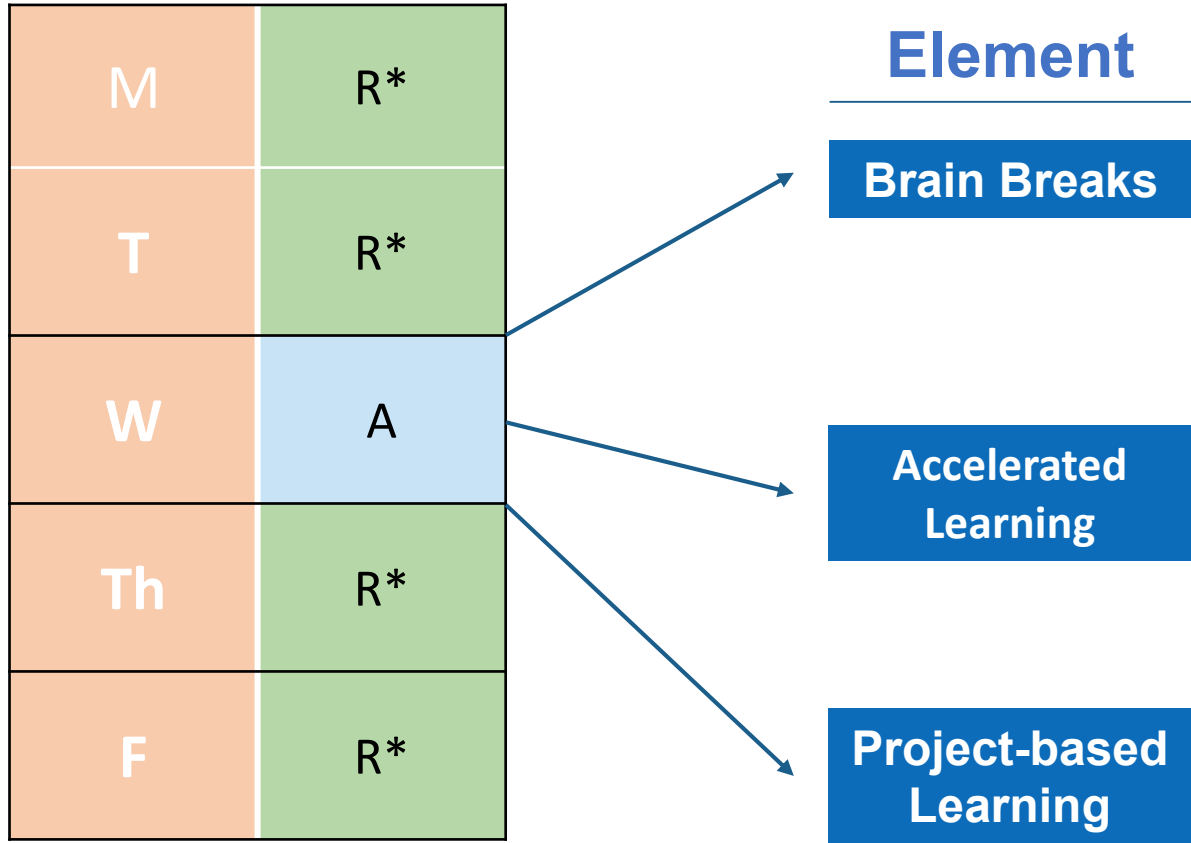 M R*
T R*
W A
Th R*
F R*
Element
Brain Breaks
Accelerated
Learning
Project-based
Learning